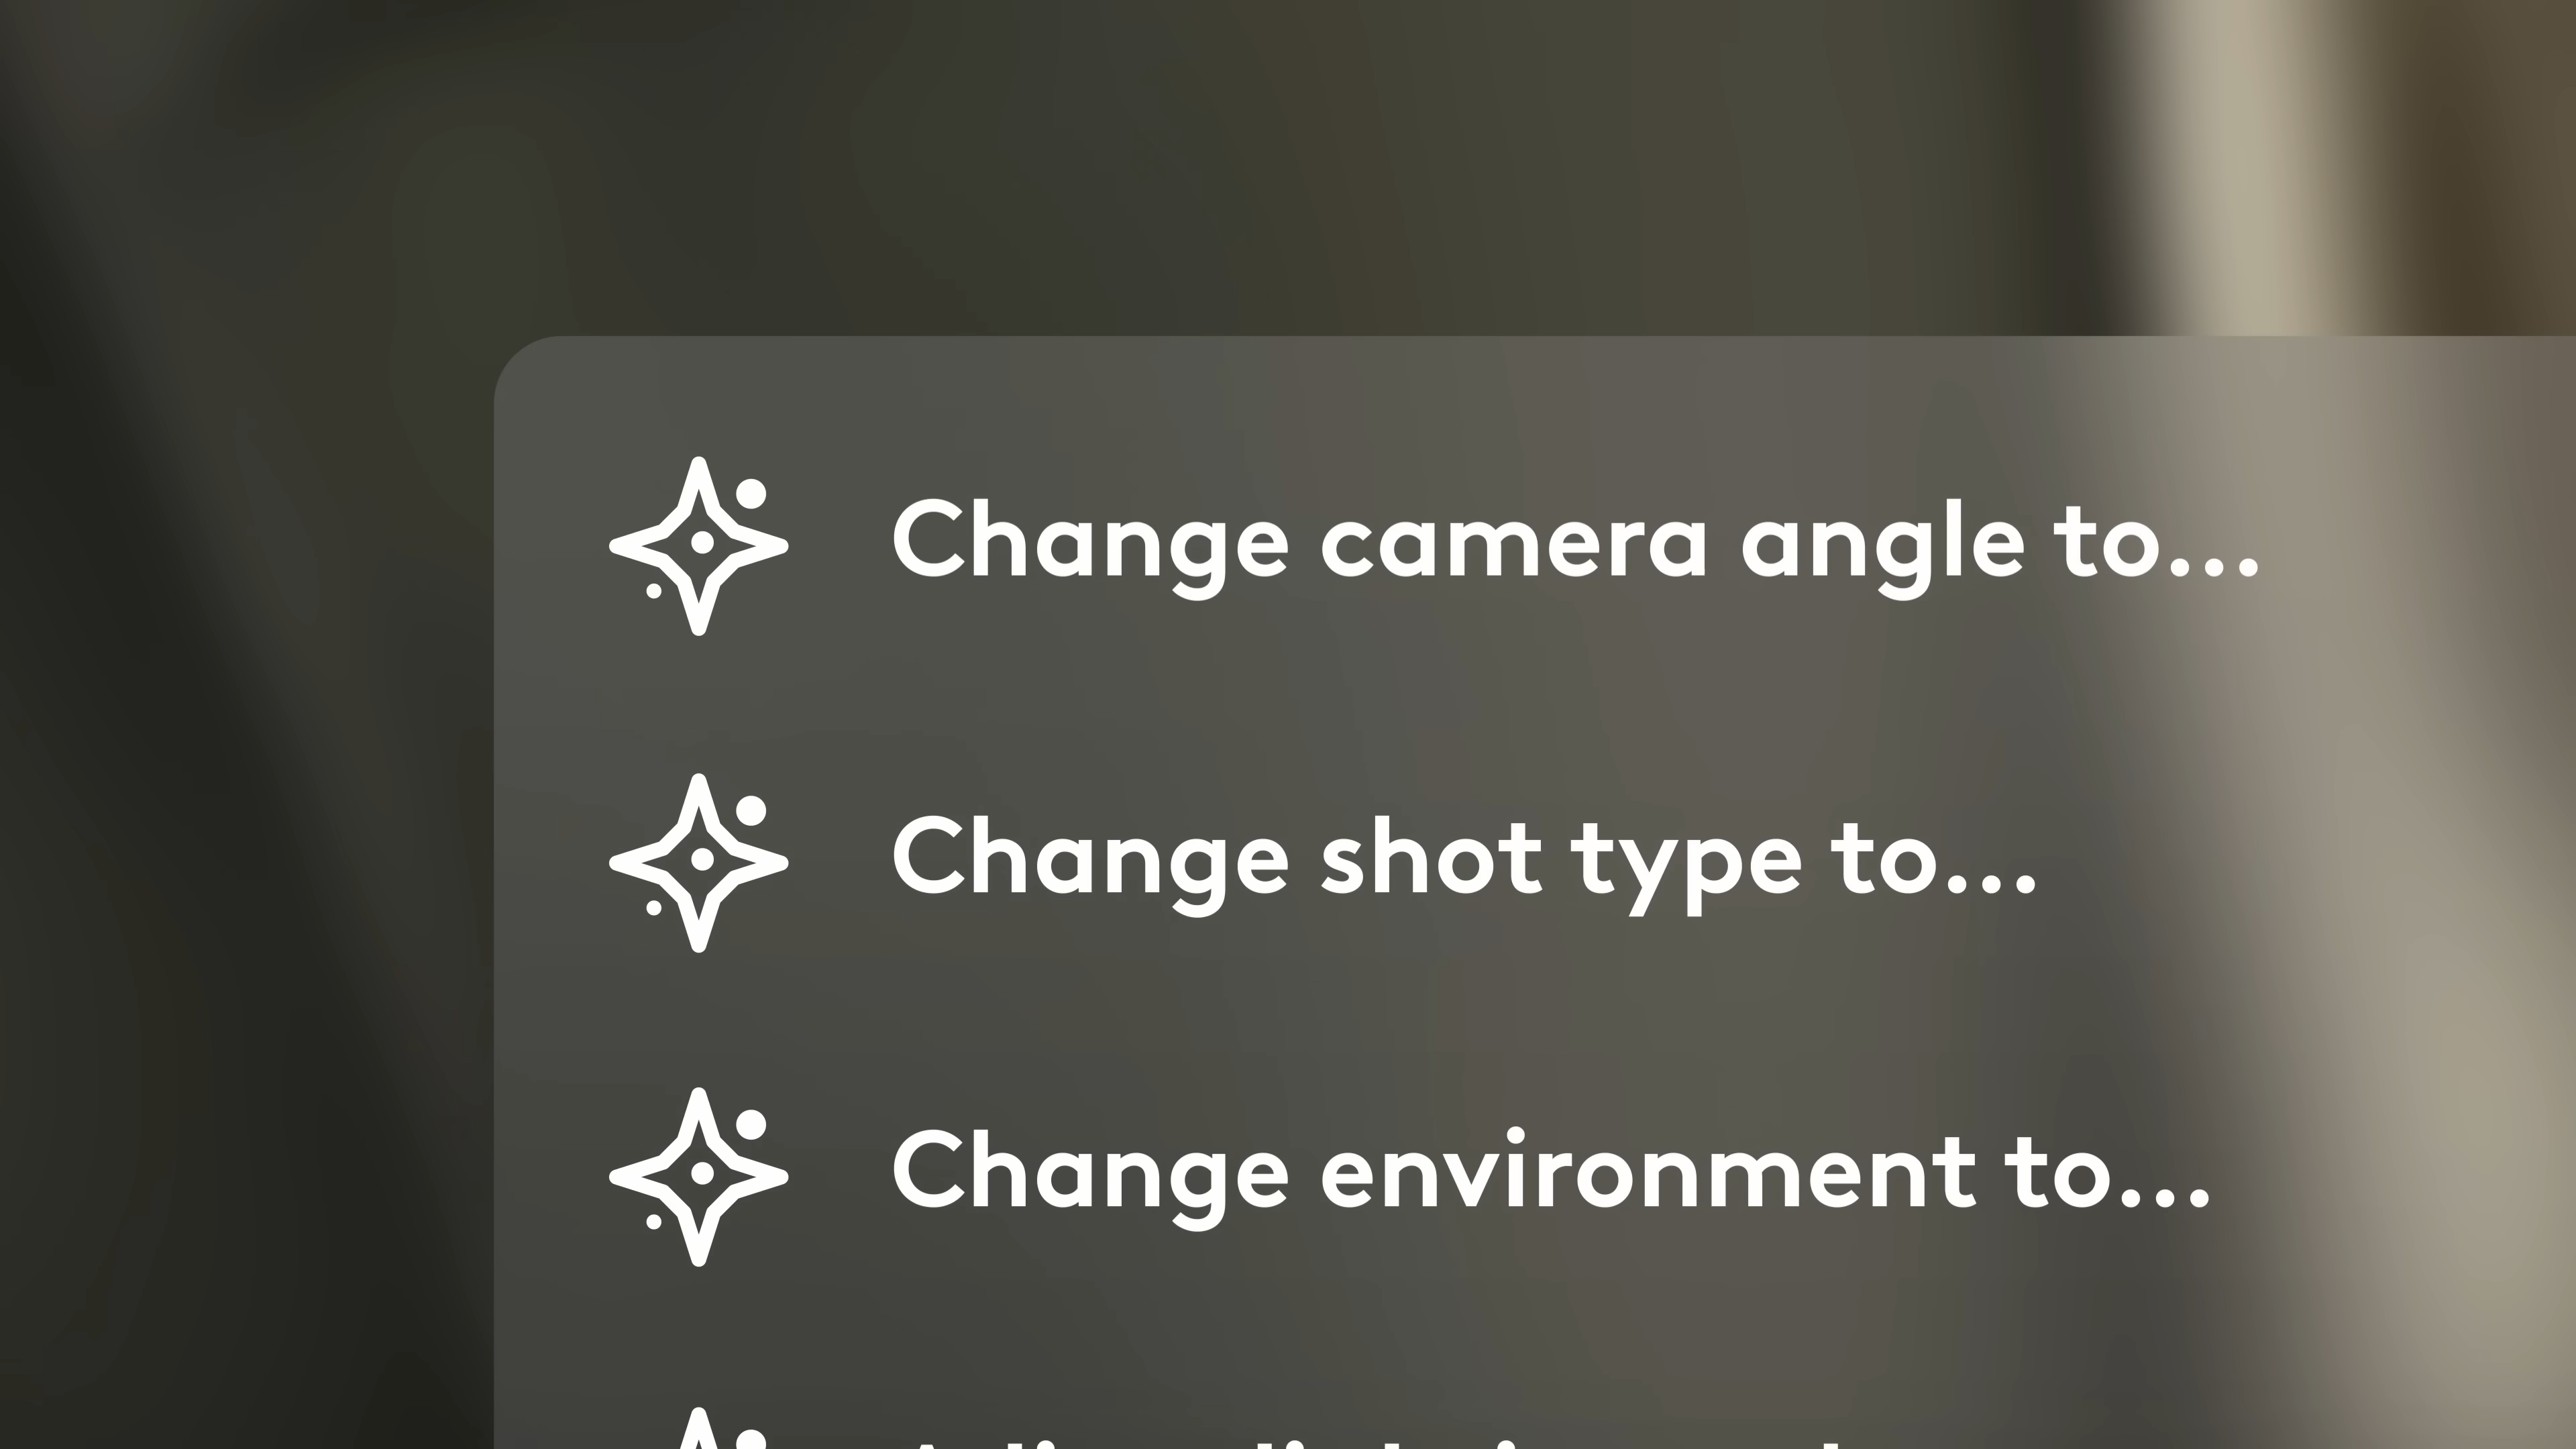 Change camera angle to...
Change shot type to...
Change environment to...